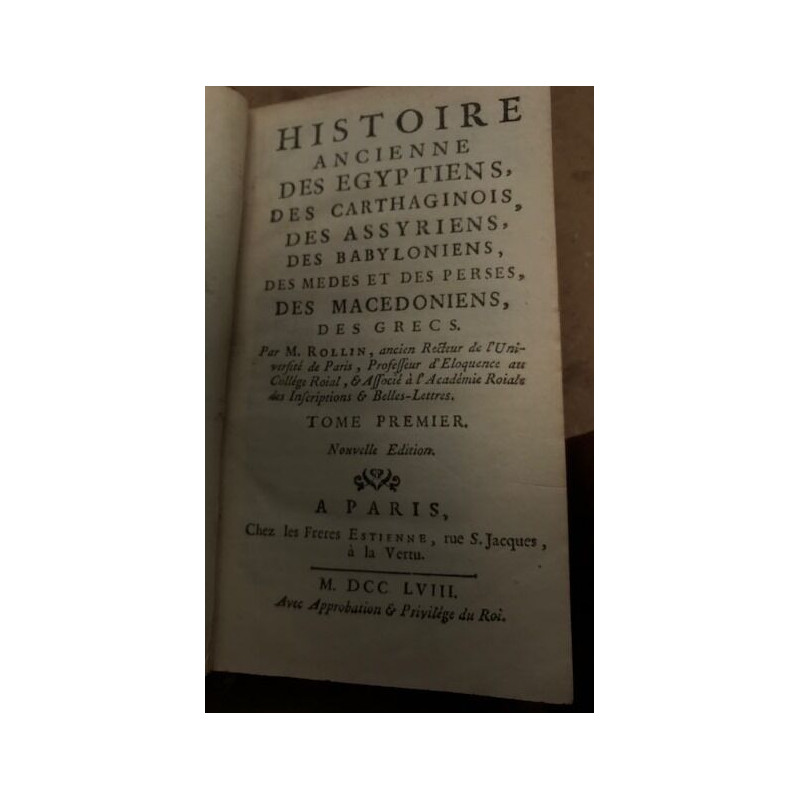 HISTOIRE
ANCIENNE
DES EGYPTIENS,
DES CARTHAGINOIS,
DES ASSYRIENS,
DES BABYLONIENS,
DES MEDES ET DES PERSES,
DES MACEDONIENS,
DES GRECS.
Par M. ROLLIN, ancien Recteur de l'Uni-
versité de Paris, Professeur d'Eloquence au
Collége Roial, & Associé à l'Académie Roiale
des Inscriptions & Belles-Lettres.
TOME PREMIER.
Nouvelle Edition.
A PARIS,
Chez les Freres ESTIENNE, rue S. Jacques,
à la Vertu.
M. DCC LVIII.
Avec Approbation & Privilége du Roi.